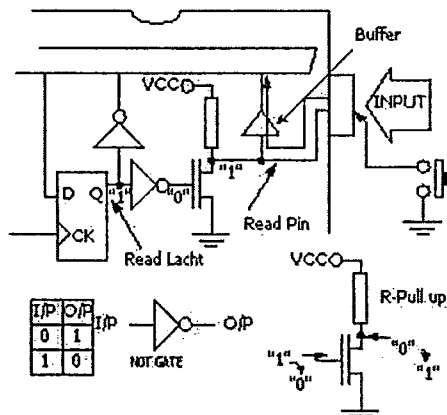 Buffer
VCC
INPUT
"1"
D Q "1" "0"
CK
Read Pin
Read Lacht
VCC
R-Pull up
I/P O/P
0 1
1 0
I/P O/P
NOT GATE
"0"
"1"
"1"
"0"